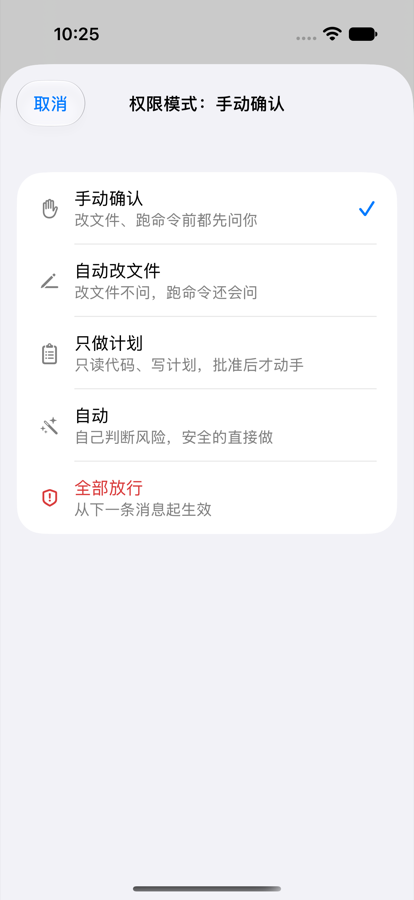 10:25
取消
权限模式：手动确认
手动确认
改文件、跑命令前都先问你
自动改文件
改文件不问，跑命令还会问
只做计划
只读代码、写计划，批准后才动手
自动
自己判断风险，安全的直接做
全部放行
从下一条消息起生效